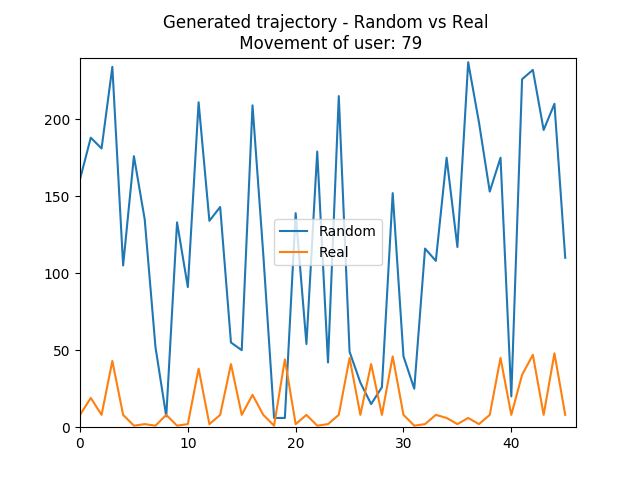 Generated trajectory - Random vs Real
Movement of user: 79
200
150
100
50
0
Random
Real
0 10 20 30 40